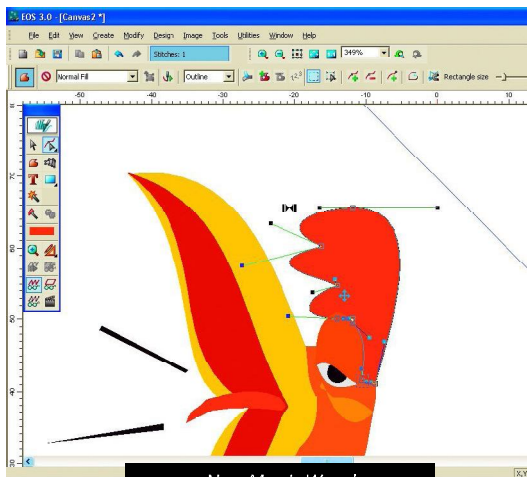 EOS 3.0 - [Canvas2 *]
File Edit View Create Modify Design Image Tools Utilities Window Help
Stitches: 1
349%
Normal Fill
Outline
1²3
Rectangle size
-50 -40 -30 -20 -10 0 10
T
70
60
50
40
30
X,Y